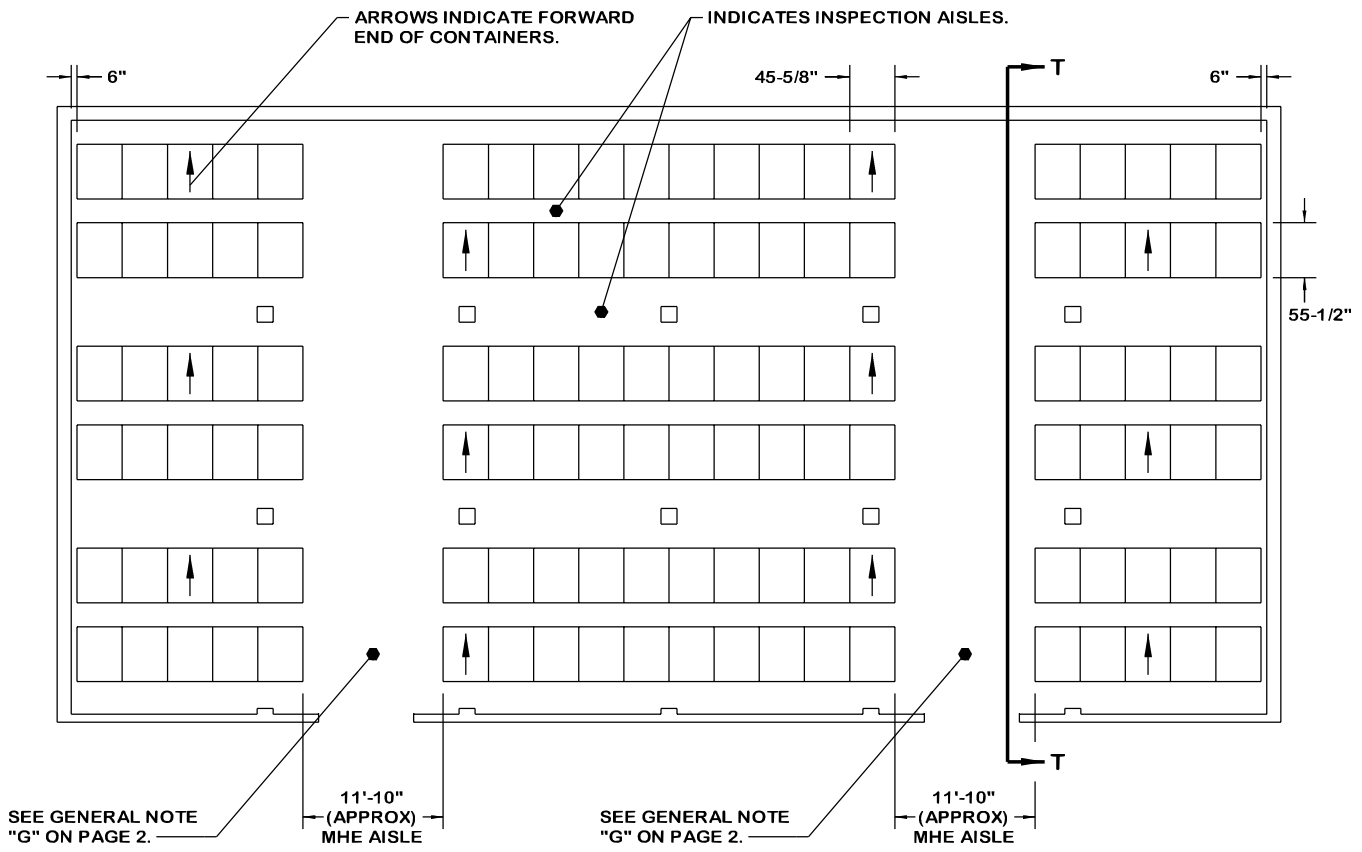 ARROWS INDICATE FORWARD
END OF CONTAINERS.
INDICATES INSPECTION AISLES.
6"
45-5/8"
T
6"
55-1/2"
T
SEE GENERAL NOTE
"G" ON PAGE 2.
11'-10"
(APPROX)
MHE AISLE
SEE GENERAL NOTE
"G" ON PAGE 2.
11'-10"
(APPROX)
MHE AISLE